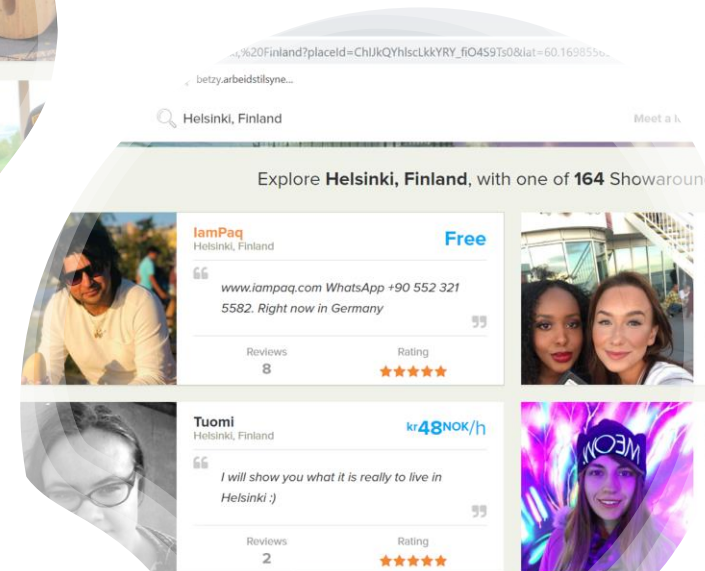 %20Finland?placeId=ChIJkQYhlscLkkYRY_fiO4S9Ts0&iat=60.169855
betzy.arbeidstilsyne...
Helsinki, Finland
Meet a
Explore Helsinki, Finland, with one of 164 Showaroun
IamPaq
Helsinki, Finland
Free
www.iampaq.com WhatsApp +90 552 321
5582. Right now in Germany
Reviews
8
Rating
Tuomi
Helsinki, Finland
kr48NOK/h
I will show you what it is really to live in
Helsinki :)
Reviews
2
Rating
MEOW